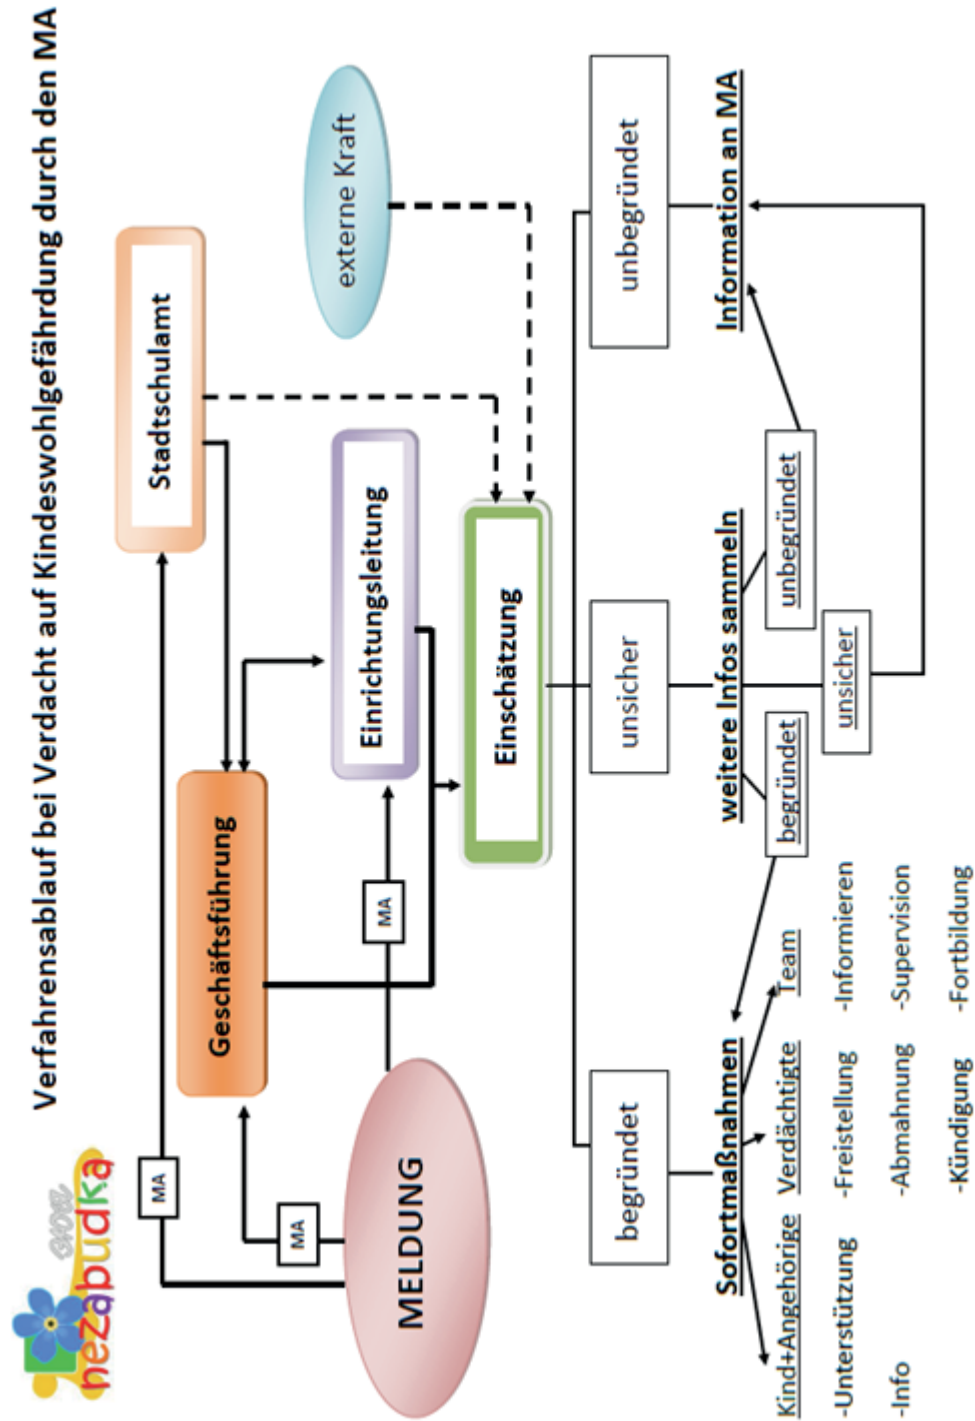 Verfahrensablauf bei Verdacht auf Kindeswohlgefährdung durch den MA
nezabudka
MA
Stadtschulamt
Geschäftsführung
MA
externe Kraft
Einrichtungsleitung
MA
MELDUNG
Einschätzung
begründet
unsicher
unbegründet
Sofortmaßnahmen
weitere Infos sammeln
Information an MA
begründet
unbegründet
unsicher
Kind+Angehörige
-Unterstützung
-Info
Verdächtigte
-Freistellung
-Abmahnung
-Kündigung
Team
-Informieren
-Supervision
-Fortbildung